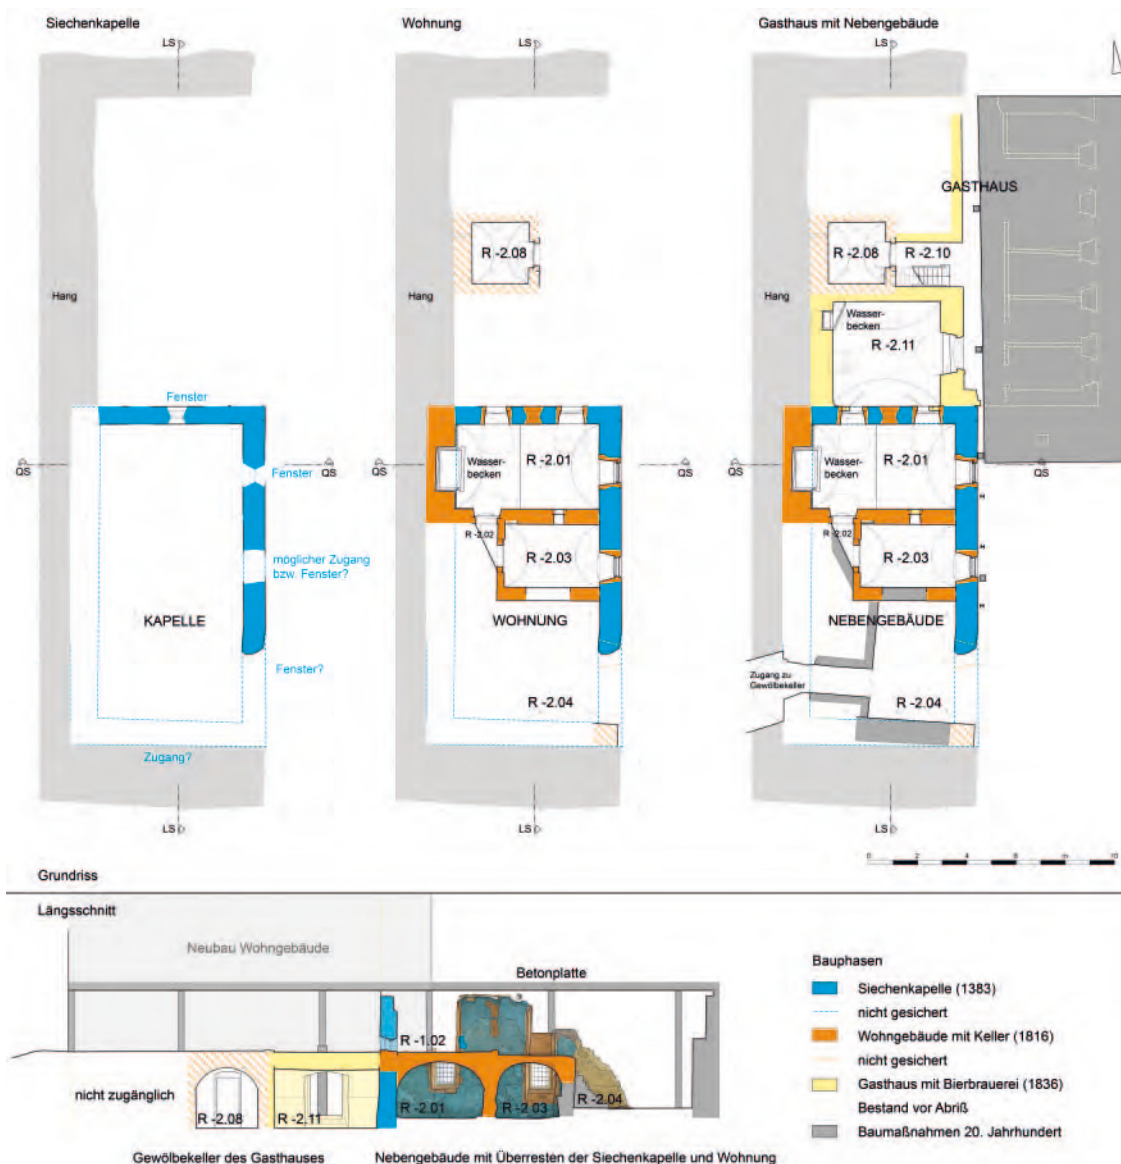 Siechenkapelle
Wohnung
Gasthaus mit Nebengebäude
LS
LS
LS
GASTHAUS
R -2.08
R -2.08
R -2.10
Hang
Hang
Hang
Wasser-
becken
R -2.11
Fenster
QS
Fenster
QS
QS
Wasser-
becken
R -2.01
QS
Wasser-
becken
R -2.01
QS
R -2.02
R -2.03
R -2.02
R -2.03
möglicher Zugang
bzw. Fenster?
KAPELLE
WOHNUNG
NEBENGEBÄUDE
Fenster?
Zugang zu
Gewölbekeller
R -2.04
R -2.04
Zugang?
LS
LS
LS
0 2 4 6 8 10
Grundriss
Längsschnitt
Neubau Wohngebäude
Betonplatte
R -1.02
nicht zugänglich
R -2.08
R -2.11
R -2.01
R -2.03
R -2.04
Gewölbekeller des Gasthauses
Nebengebäude mit Überresten der Siechenkapelle und Wohnung
Bauphasen
Siechenkapelle (1383)
nicht gesichert
Wohngebäude mit Keller (1816)
nicht gesichert
Gasthaus mit Bierbrauerei (1836)
Bestand vor Abriß
Baumaßnahmen 20. Jahrhundert